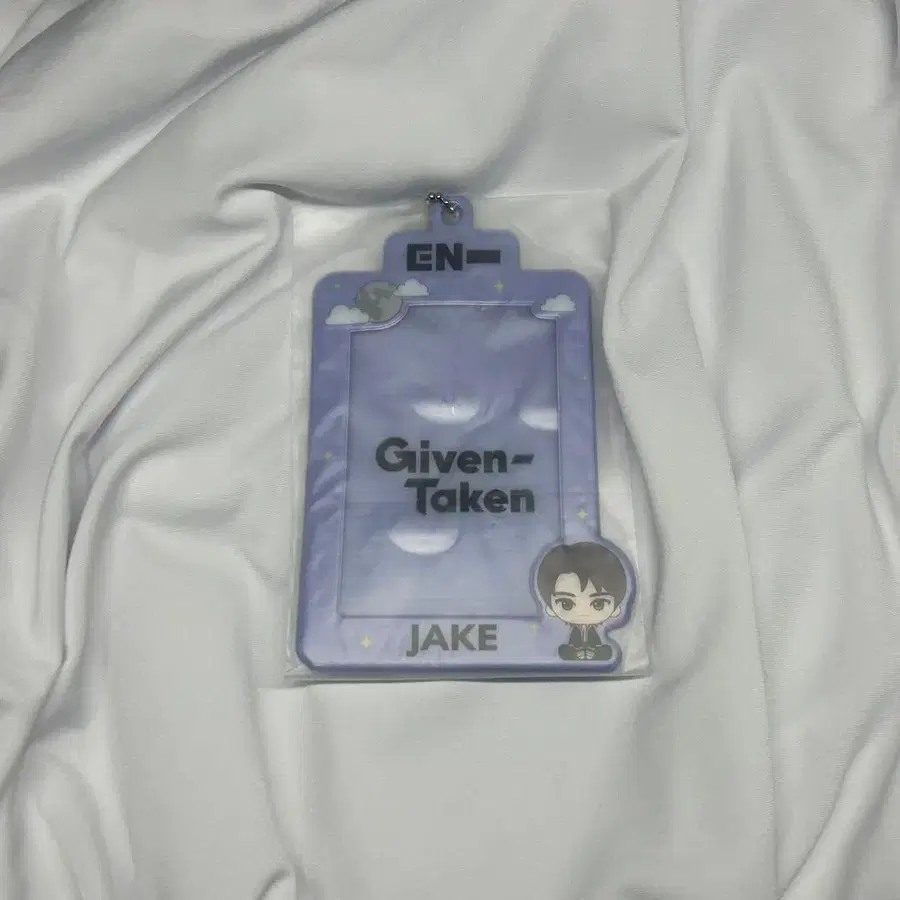 EN-
Given-
Taken
JAKE